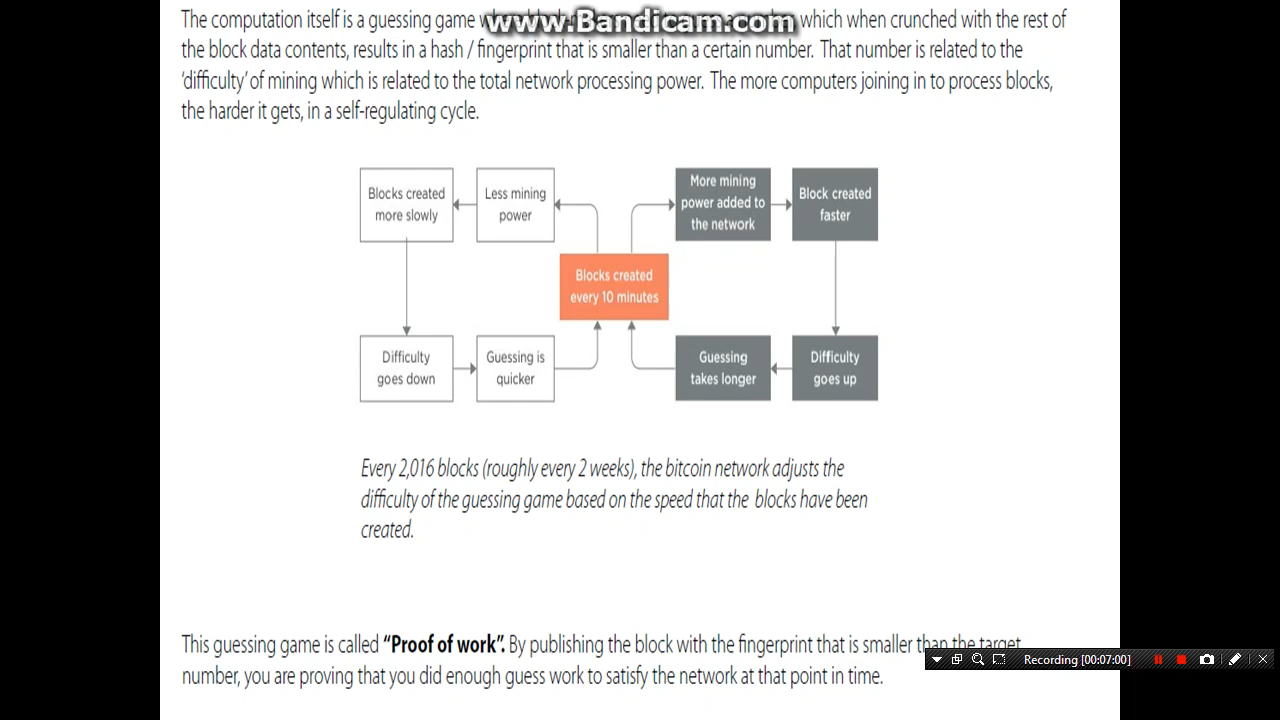 www.Bandicam.com
The computation itself is a guessing game which when crunched with the rest of
the block data contents, results in a hash / fingerprint that is smaller than a certain number. That number is related to the
‘difficulty’ of mining which is related to the total network processing power. The more computers joining in to process blocks,
the harder it gets, in a self-regulating cycle.
Blocks created
more slowly
Less mining
power
More mining
power added to
the network
Block created
faster
Blocks created
every 10 minutes
Difficulty
goes down
Guessing is
quicker
Guessing
takes longer
Difficulty
goes up
Every 2,016 blocks (roughly every 2 weeks), the bitcoin network adjusts the
difficulty of the guessing game based on the speed that the blocks have been
created.
This guessing game is called “Proof of work”. By publishing the block with the fingerprint that is smaller than the target
number, you are proving that you did enough guess work to satisfy the network at that point in time.
Recording [00:07:00]